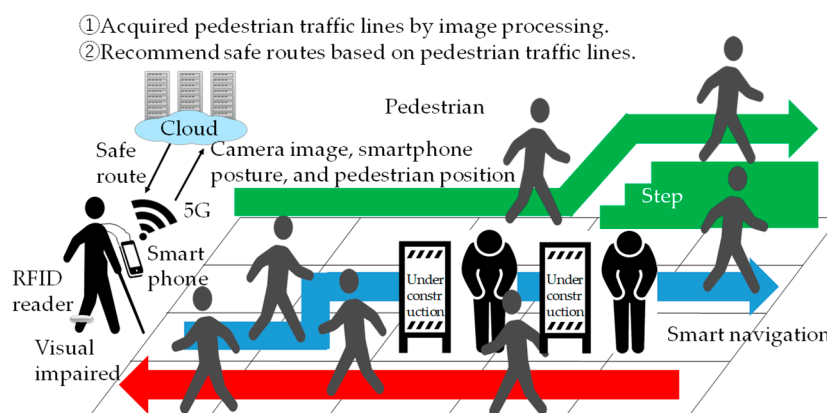 ①Acquired pedestrian traffic lines by image processing.
②Recommend safe routes based on pedestrian traffic lines.
Pedestrian
Cloud
Safe
route
Camera image, smartphone
posture, and pedestrian position
5G
Step
Smart
phone
RFID
reader
Under
constr
uction
Under
constr
uction
Smart navigation
Visual
impaired